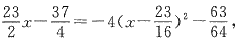 23/2 x - 37/4 = -4(x - 23/16)² - 63/64,